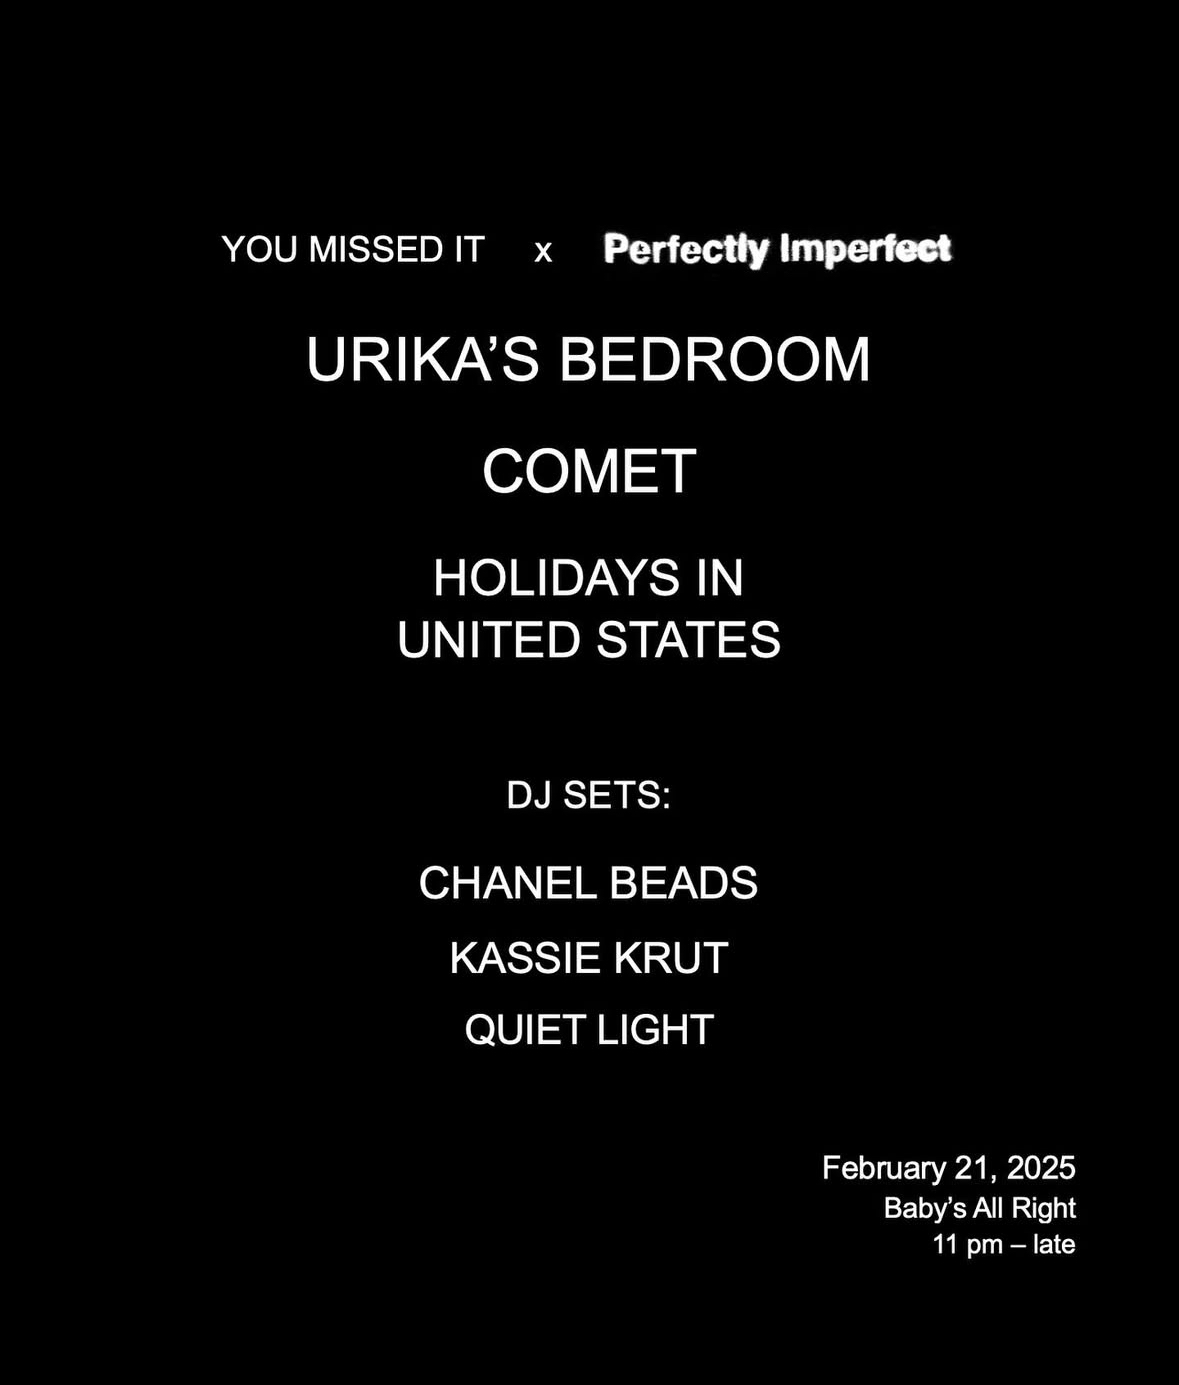 YOU MISSED IT x Perfectly Imperfect
URIKA’S BEDROOM
COMET
HOLIDAYS IN
UNITED STATES
DJ SETS:
CHANEL BEADS
KASSIE KRUT
QUIET LIGHT
February 21, 2025
Baby’s All Right
11 pm – late